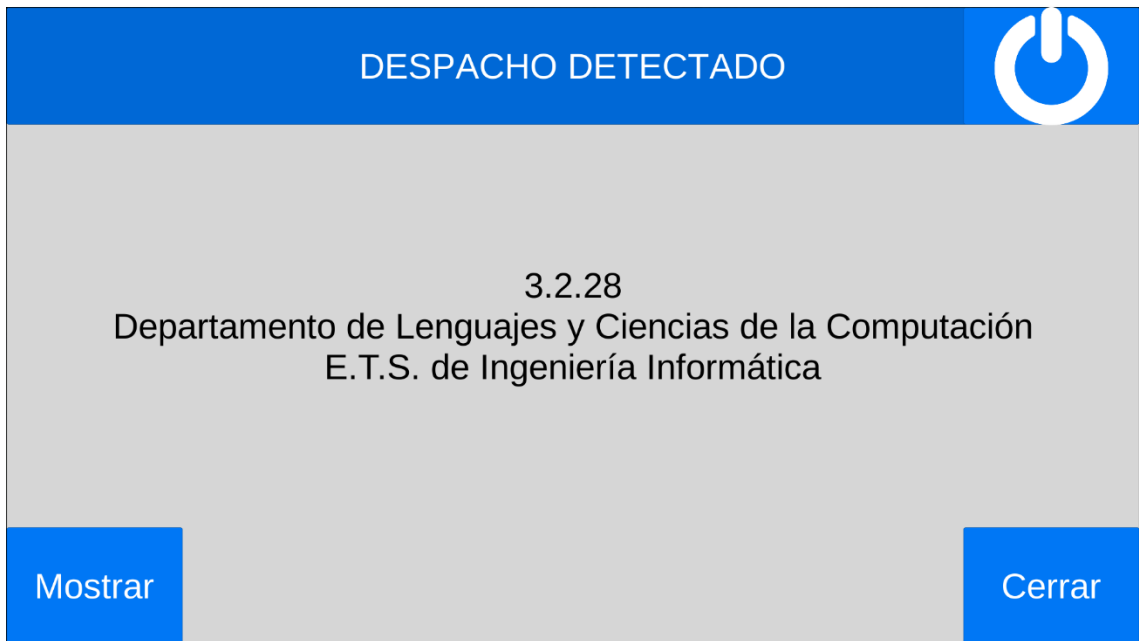 DESPACHO DETECTADO
3.2.28
Departamento de Lenguajes y Ciencias de la Computación
E.T.S. de Ingeniería Informática
Mostrar
Cerrar